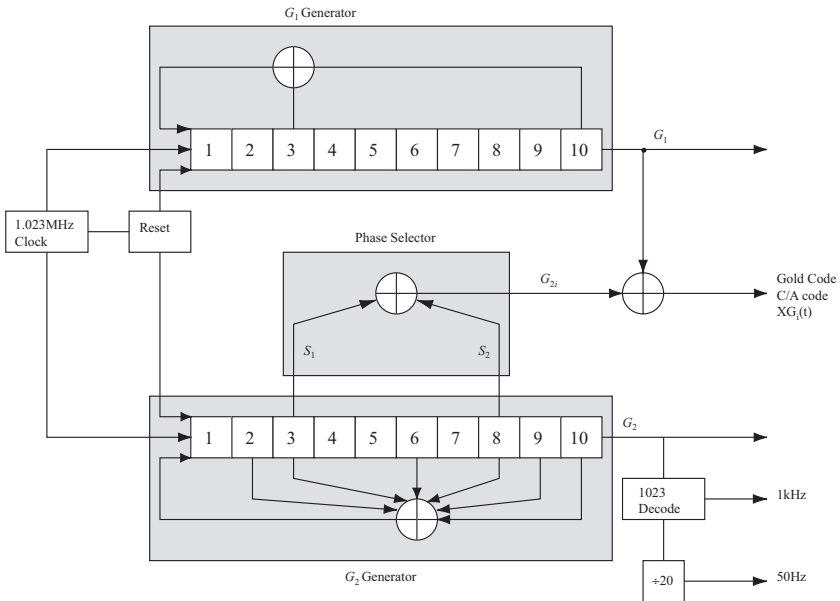 G₁ Generator
1 2 3 4 5 6 7 8 9 10
G₁
1.023MHz
Clock
Reset
Phase Selector
G₂ᵢ
Gold Code
C/A code
XGᵢ(t)
S₁
S₂
1 2 3 4 5 6 7 8 9 10
G₂
1023
Decode
1kHz
÷20
50Hz
G₂ Generator